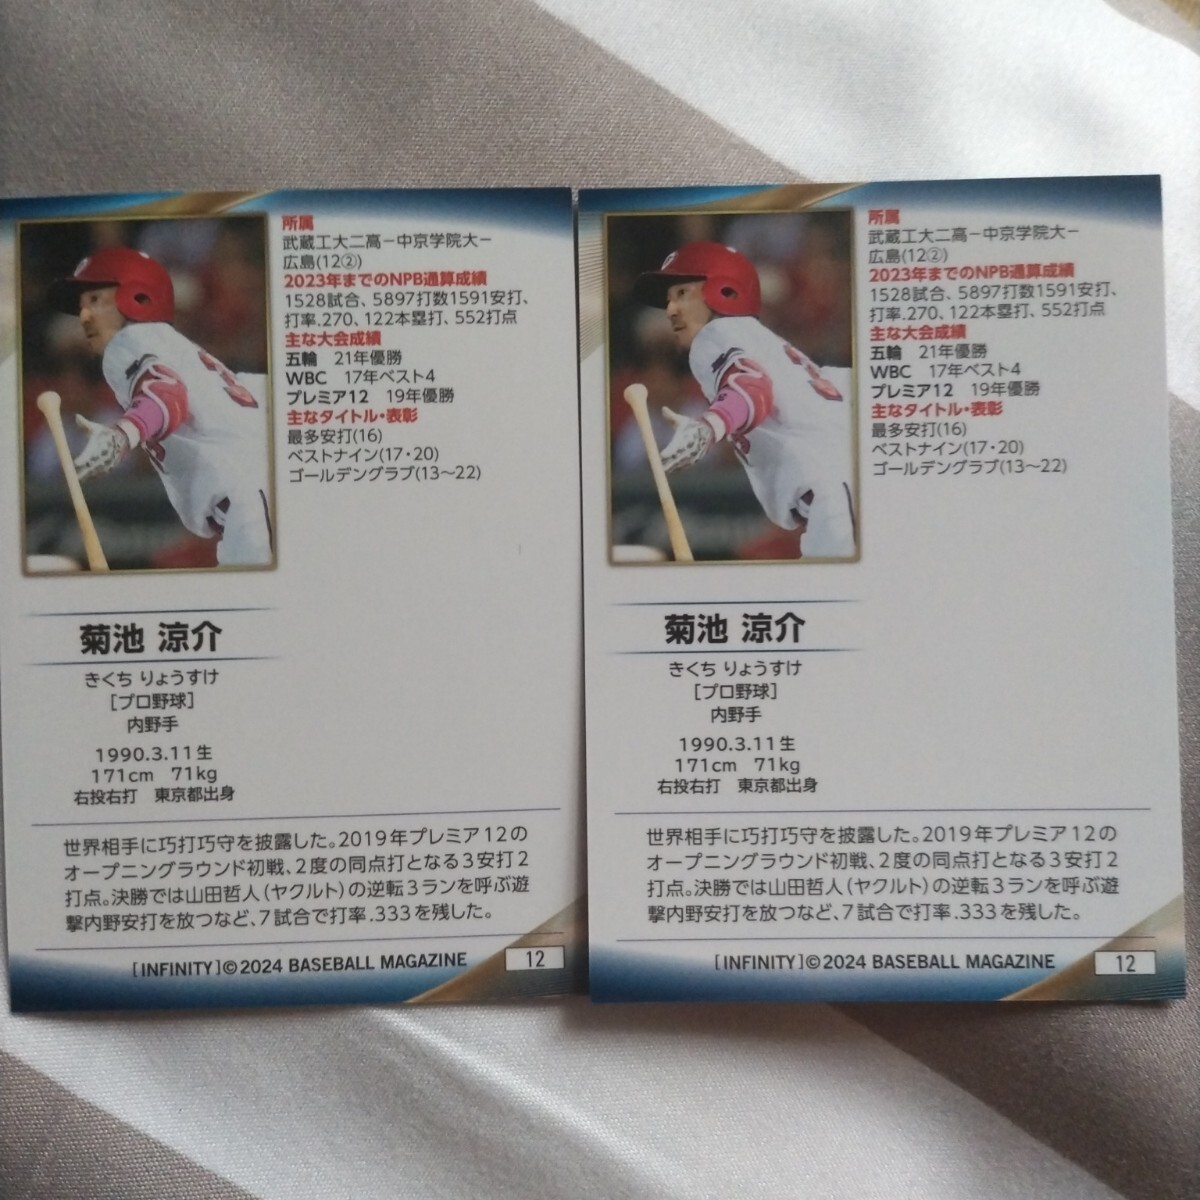 所属
武蔵工大二高－中京学院大－
広島(12②)
2023年までのNPB通算成績
1528試合、5897打数1591安打、
打率.270、122本塁打、552打点
主な大会成績
五輪　21年優勝
WBC　17年ベスト4
プレミア12　19年優勝
主なタイトル・表彰
最多安打(16)
ベストナイン(17・20)
ゴールデングラブ(13〜22)
菊池 涼介
きくち りょうすけ
[プロ野球]
内野手
1990.3.11生
171cm　71kg
右投右打　東京都出身
世界相手に巧打巧守を披露した。2019年プレミア12の
オープニングラウンド初戦、2度の同点打となる3安打2
打点。決勝では山田哲人(ヤクルト)の逆転3ランを呼ぶ遊
撃内野安打を放つなど、7試合で打率.333を残した。
[INFINITY]©2024 BASEBALL MAGAZINE
12
所属
武蔵工大二高－中京学院大－
広島(12②)
2023年までのNPB通算成績
1528試合、5897打数1591安打、
打率.270、122本塁打、552打点
主な大会成績
五輪　21年優勝
WBC　17年ベスト4
プレミア12　19年優勝
主なタイトル・表彰
最多安打(16)
ベストナイン(17・20)
ゴールデングラブ(13〜22)
菊池 涼介
きくち りょうすけ
[プロ野球]
内野手
1990.3.11生
171cm　71kg
右投右打　東京都出身
世界相手に巧打巧守を披露した。2019年プレミア12の
オープニングラウンド初戦、2度の同点打となる3安打2
打点。決勝では山田哲人(ヤクルト)の逆転3ランを呼ぶ遊
撃内野安打を放つなど、7試合で打率.333を残した。
[INFINITY]©2024 BASEBALL MAGAZINE
12